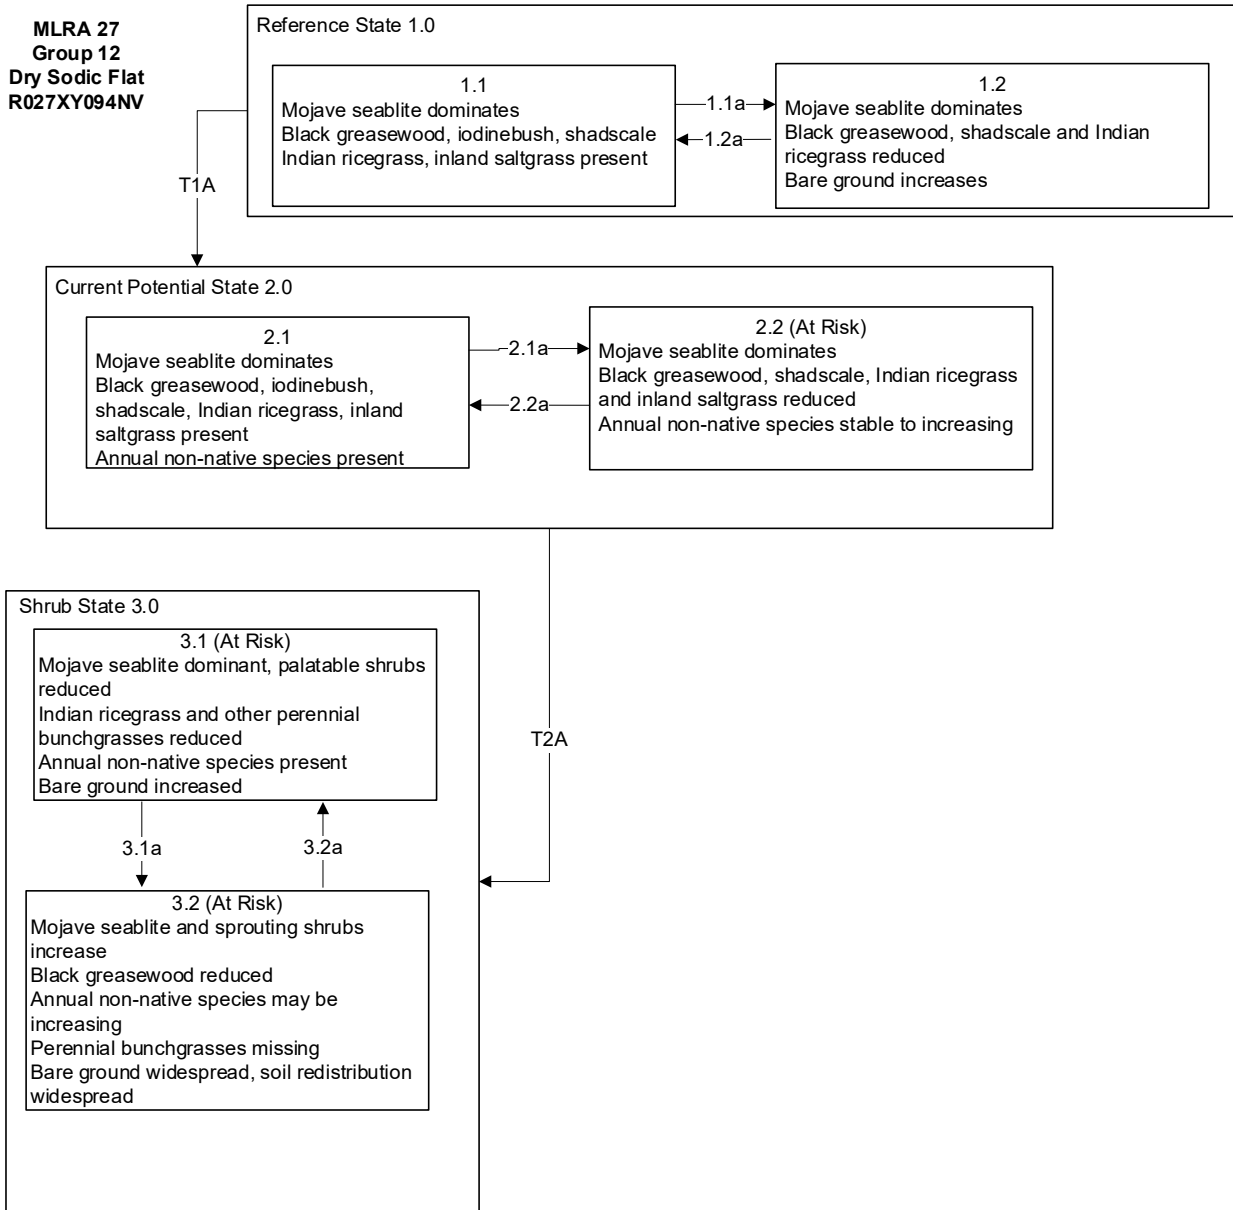 MLRA 27
Group 12
Dry Sodic Flat
R027XY094NV
Reference State 1.0
1.1
Mojave seablite dominates
Black greasewood, iodinebush, shadscale
Indian ricegrass, inland saltgrass present
1.1a
1.2a
1.2
Mojave seablite dominates
Black greasewood, shadscale and Indian
ricegrass reduced
Bare ground increases
T1A
Current Potential State 2.0
2.1
Mojave seablite dominates
Black greasewood, iodinebush,
shadscale, Indian ricegrass, inland
saltgrass present
Annual non-native species present
2.1a
2.2a
2.2 (At Risk)
Mojave seablite dominates
Black greasewood, shadscale, Indian ricegrass
and inland saltgrass reduced
Annual non-native species stable to increasing
T2A
Shrub State 3.0
3.1 (At Risk)
Mojave seablite dominant, palatable shrubs
reduced
Indian ricegrass and other perennial
bunchgrasses reduced
Annual non-native species present
Bare ground increased
3.1a
3.2a
3.2 (At Risk)
Mojave seablite and sprouting shrubs
increase
Black greasewood reduced
Annual non-native species may be
increasing
Perennial bunchgrasses missing
Bare ground widespread, soil redistribution
widespread